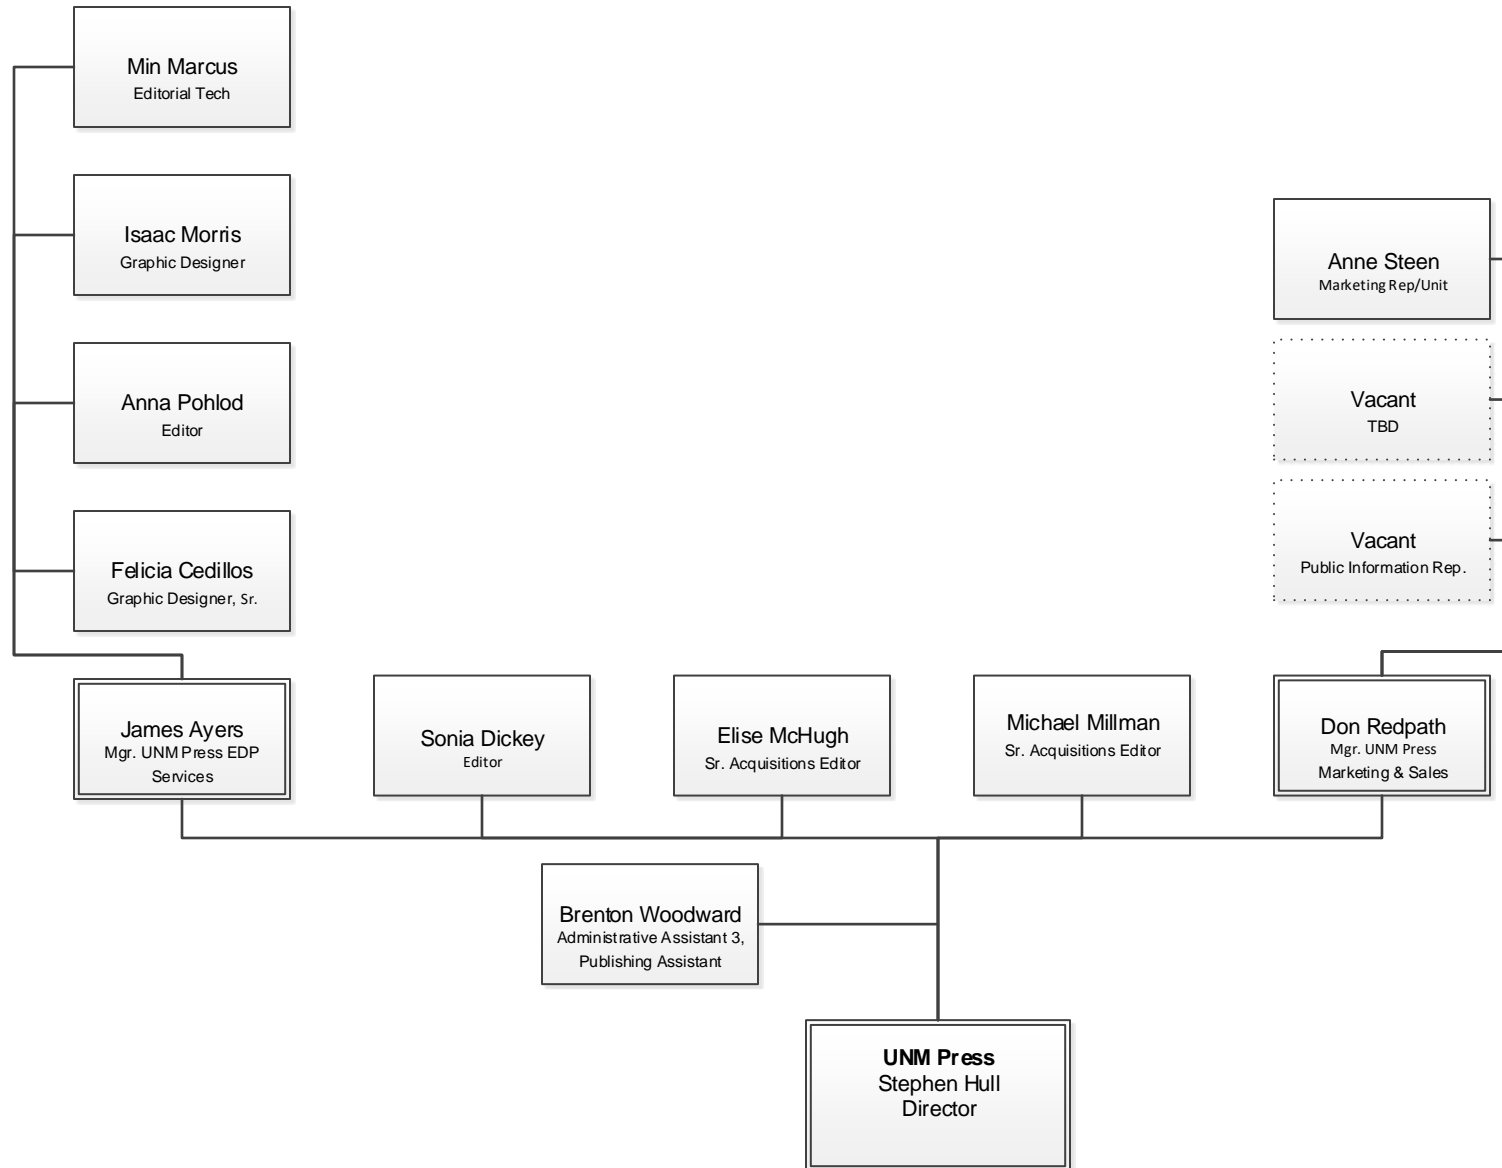 Min Marcus
Editorial Tech
Isaac Morris
Graphic Designer
Anna Pohlod
Editor
Felicia Cedillos
Graphic Designer, Sr.
Anne Steen
Marketing Rep/Unit
Vacant
TBD
Vacant
Public Information Rep.
James Ayers
Mgr. UNM Press EDP
Services
Sonia Dickey
Editor
Elise McHugh
Sr. Acquisitions Editor
Michael Millman
Sr. Acquisitions Editor
Don Redpath
Mgr. UNM Press
Marketing & Sales
Brenton Woodward
Administrative Assistant 3,
Publishing Assistant
UNM Press
Stephen Hull
Director